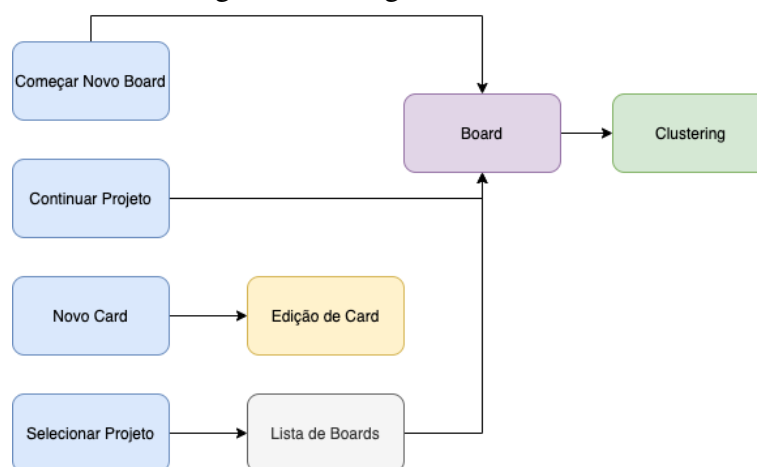 Começar Novo Board
Board
Clustering
Continuar Projeto
Novo Card
Edição de Card
Selecionar Projeto
Lista de Boards